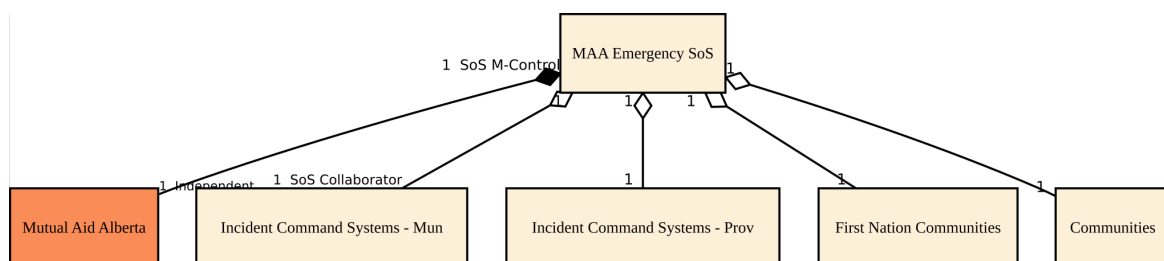 MAA Emergency SoS
1 SoS M-Control
1
1
1
1
1 Independent
1 SoS Collaborator
1
1
1
Mutual Aid Alberta
Incident Command Systems - Mun
Incident Command Systems - Prov
First Nation Communities
Communities